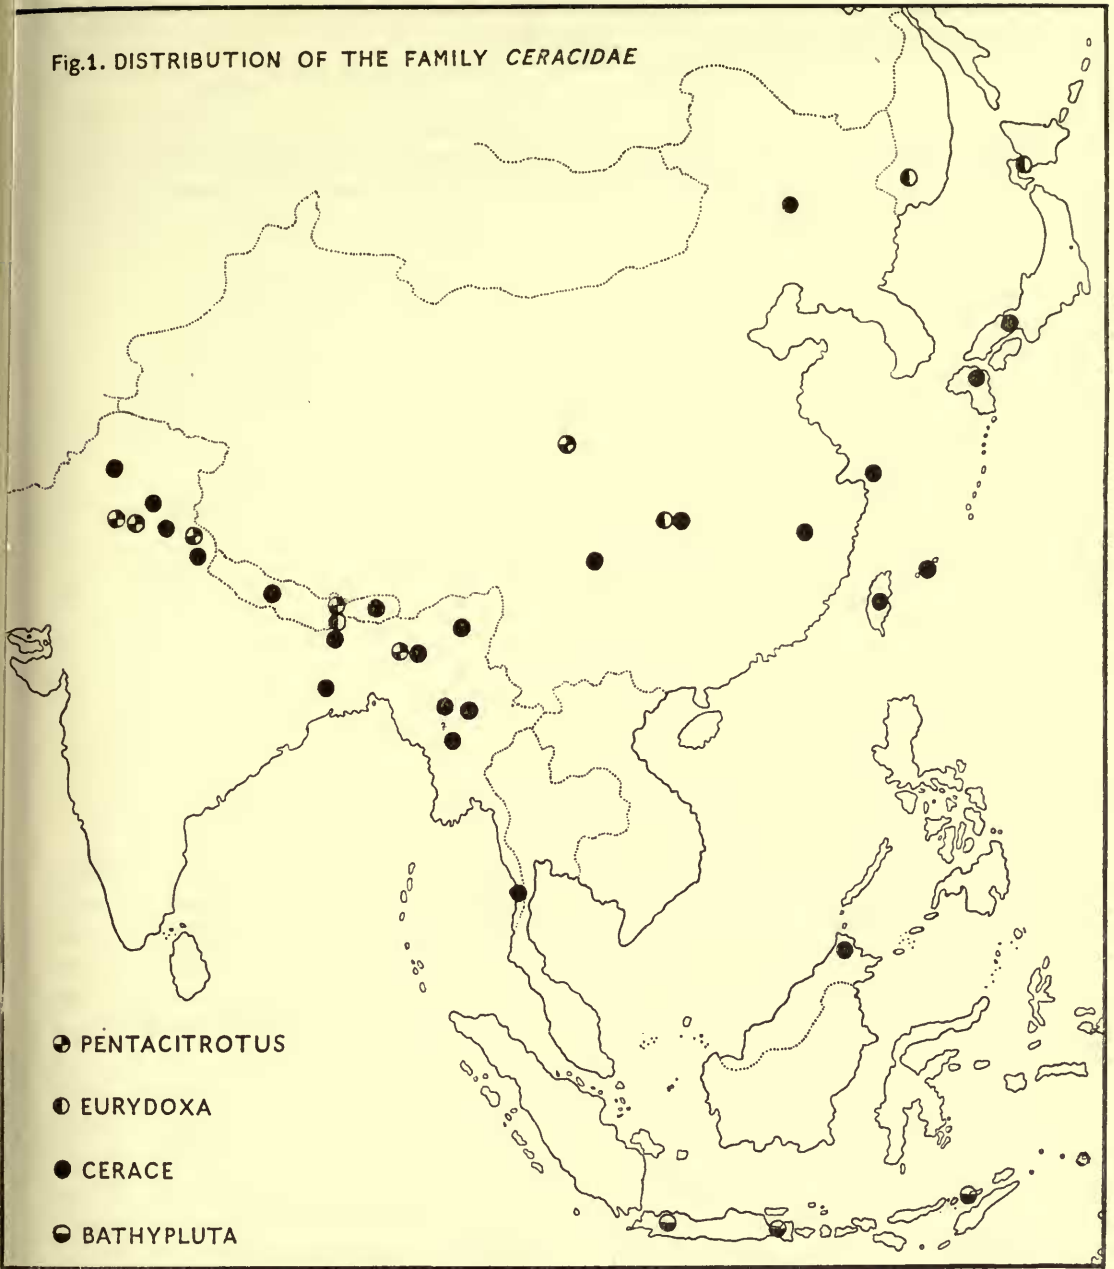 Fig.1. DISTRIBUTION OF THE FAMILY CERACIDAE
?
PENTACITROTUS
EURYDOXA
CERACE
BATHYPLUTA